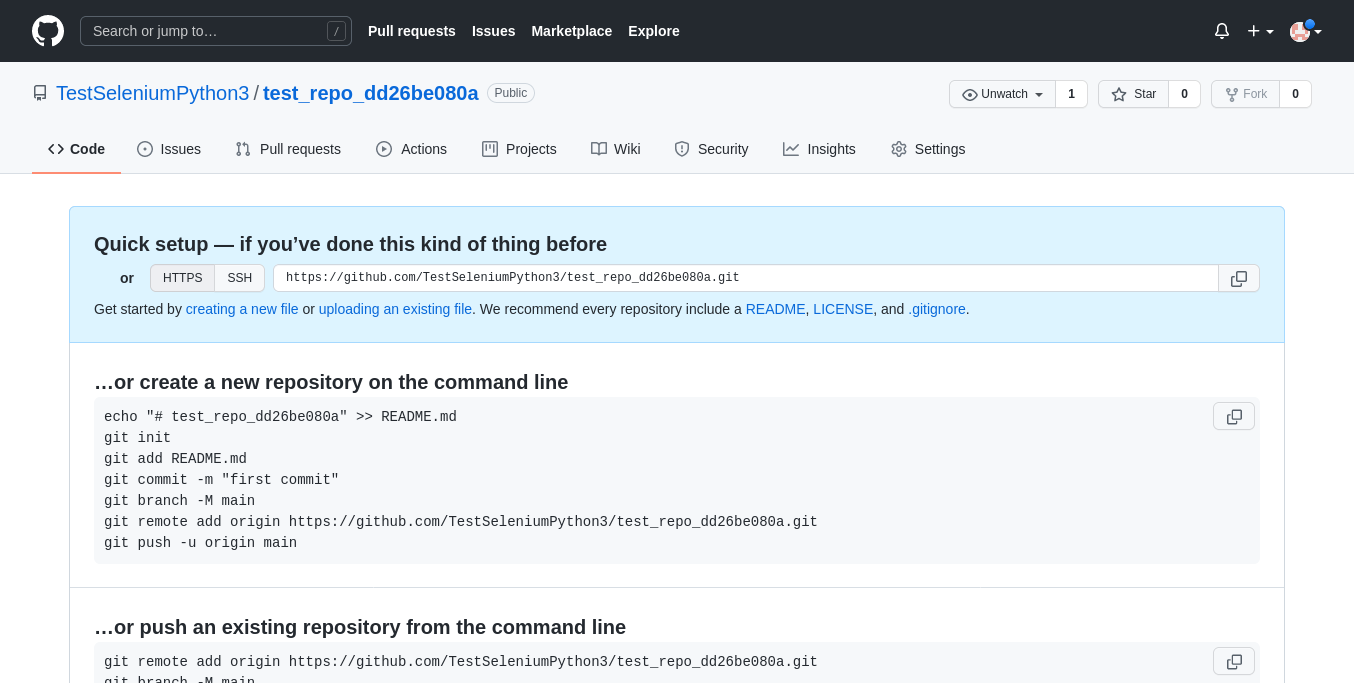 Search or jump to… /
Pull requests Issues Marketplace Explore
TestSeleniumPython3 / test_repo_dd26be080a Public
Unwatch 1 Star 0 Fork 0
Code Issues Pull requests Actions Projects Wiki Security Insights Settings
Quick setup — if you’ve done this kind of thing before
or HTTPS SSH https://github.com/TestSeleniumPython3/test_repo_dd26be080a.git
Get started by creating a new file or uploading an existing file. We recommend every repository include a README, LICENSE, and .gitignore.
…or create a new repository on the command line
echo "# test_repo_dd26be080a" >> README.md
git init
git add README.md
git commit -m "first commit"
git branch -M main
git remote add origin https://github.com/TestSeleniumPython3/test_repo_dd26be080a.git
git push -u origin main
…or push an existing repository from the command line
git remote add origin https://github.com/TestSeleniumPython3/test_repo_dd26be080a.git
git branch -M main